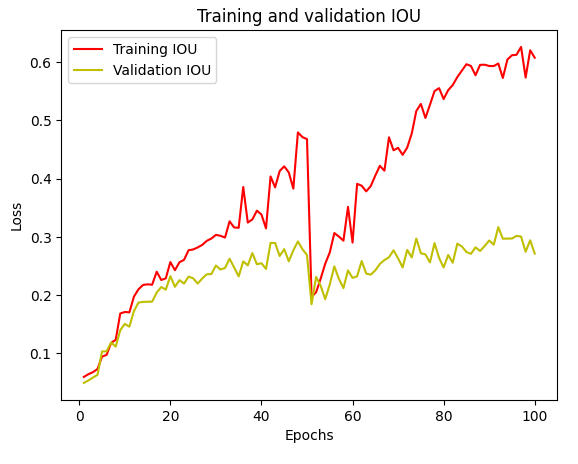 Training and validation IOU
Training IOU
Validation IOU
Loss
0.6
0.5
0.4
0.3
0.2
0.1
0
20
40
60
80
100
Epochs